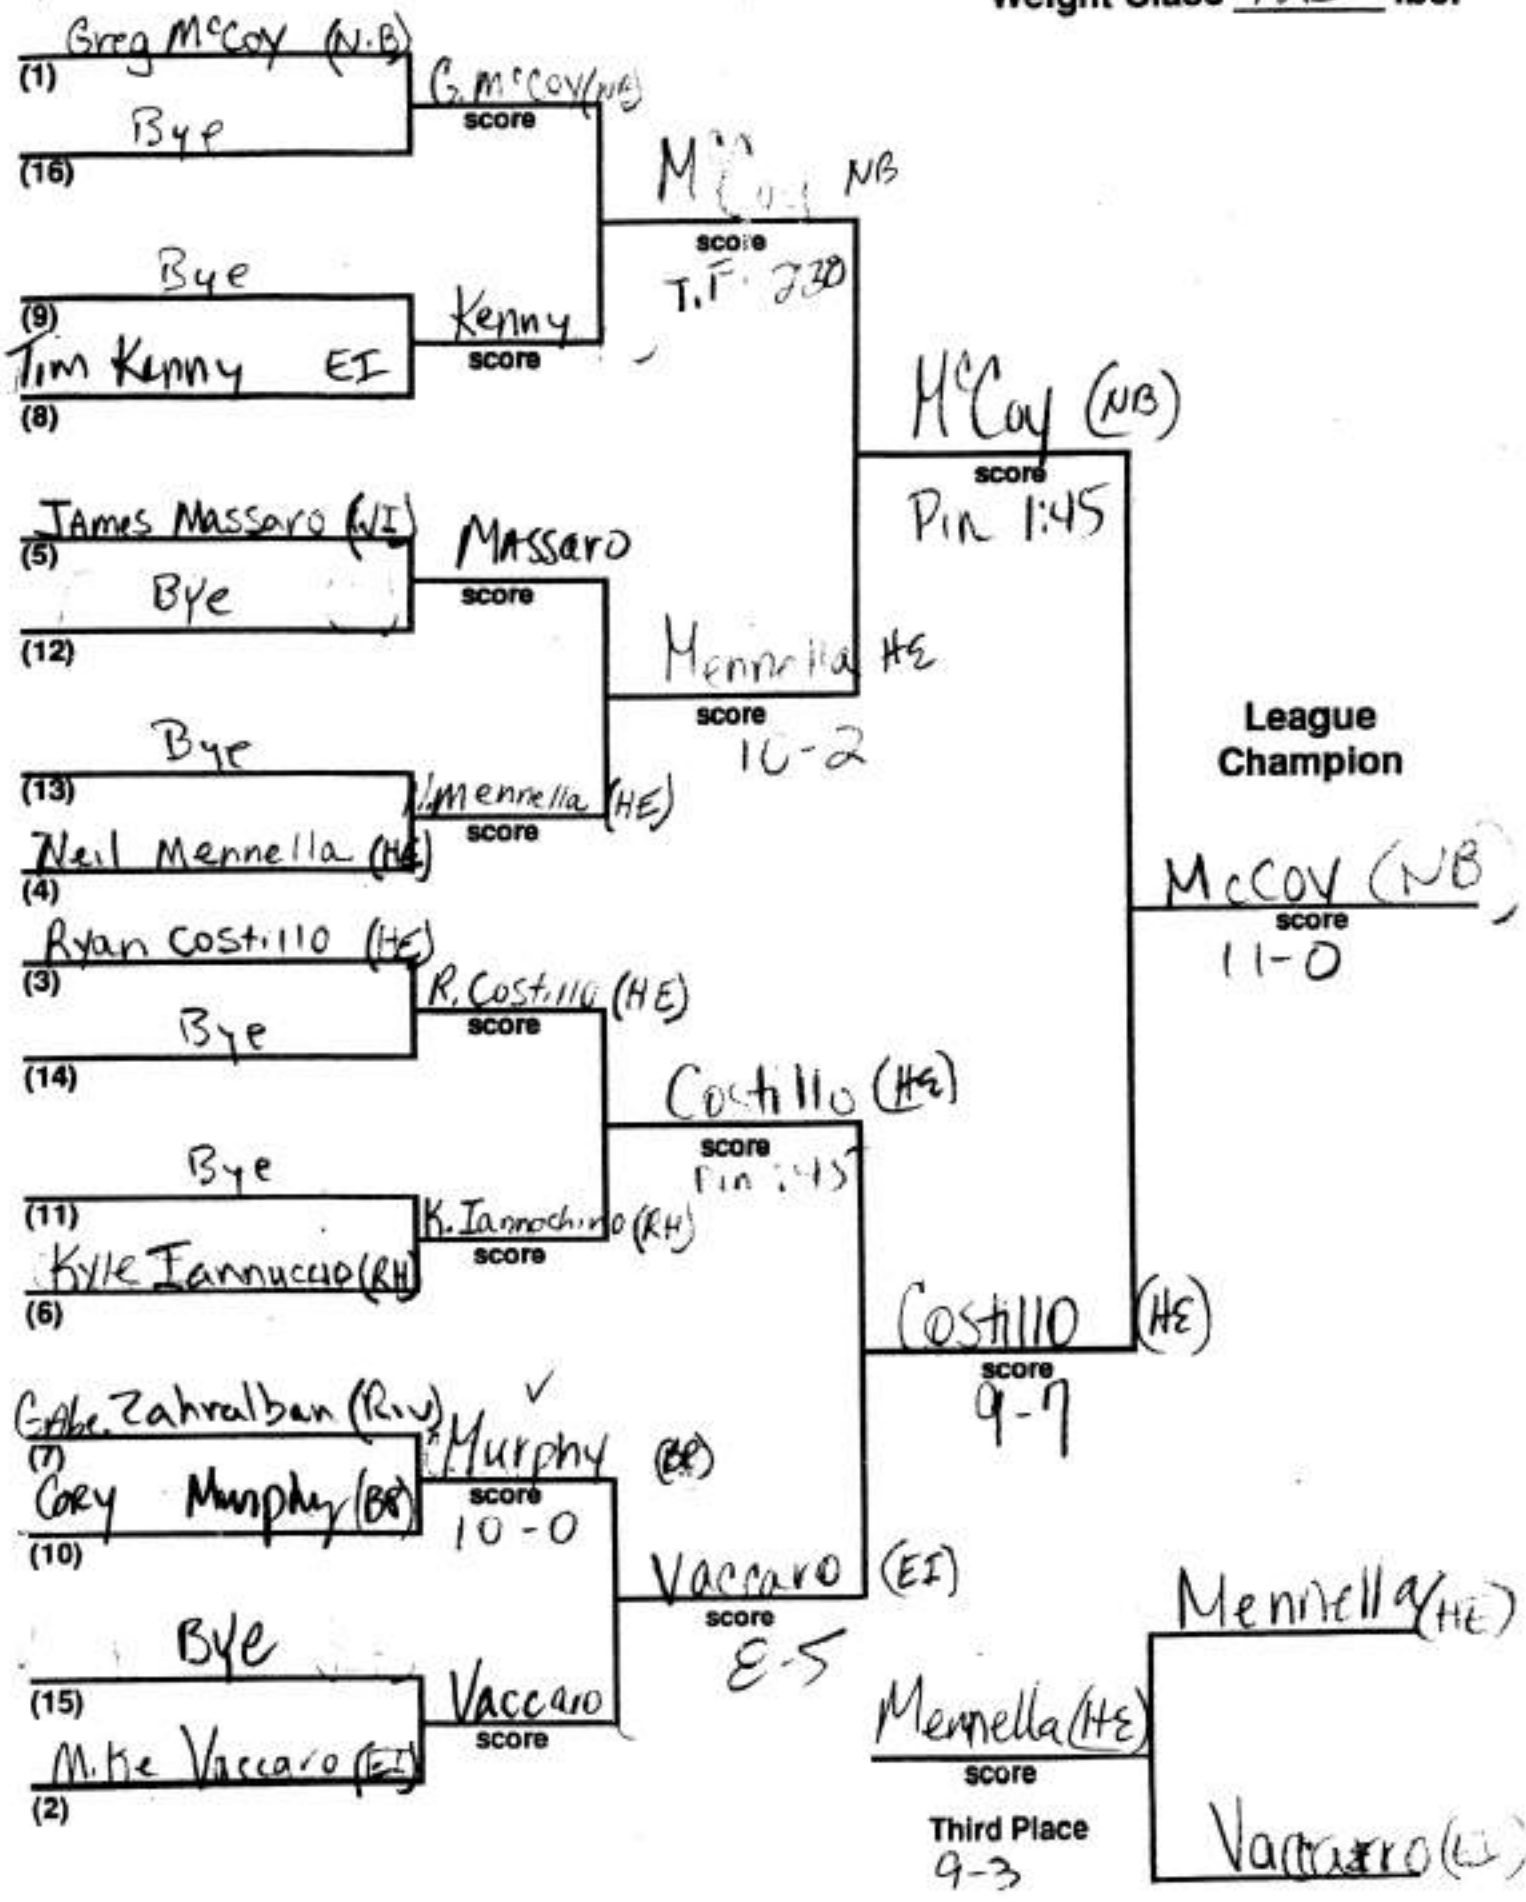 Weight Class lbs.
Greg McCoy (N.B)
(1)
G. McCoy (NB)
score
Bye
(16)
McCoy NB
score
T.F. 230
Bye
(9)
Kenny
score
Tim Kenny EI
(8)
McCoy (NB)
score
Pin 1:45
James Massaro (WI)
(5)
Massaro
score
Bye
(12)
Mennella HE
score
10-2
Bye
(13)
N. Mennella (HE)
score
Neil Mennella (HE)
(4)
League
Champion
McCoy (NB)
score
11-0
Ryan Costillo (HE)
(3)
R. Costillo (HE)
score
Bye
(14)
Costillo (HE)
score
Pin :45
Bye
(11)
K. Iannochino (RH)
score
Kyle Iannuccio (RH)
(6)
Costillo (HE)
score
9-7
Gabe Zahralban (Riv)
(7)
Murphy (BR)
score
10-0
Cory Murphy (BR)
(10)
Vaccaro (EI)
score
8-5
Bye
(15)
Vaccaro
score
Mike Vaccaro (EI)
(2)
Mennella (HE)
Mennella (HE)
score
Third Place
9-3
Vaccarro (EI)